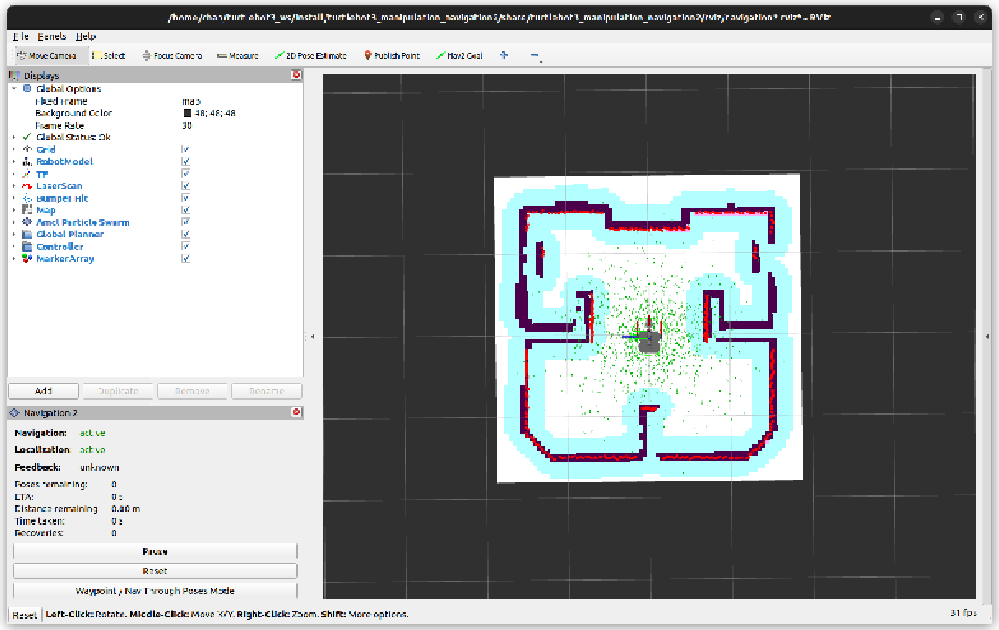 /home/chan/turtlebot3_ws/install/turtlebot3_manipulation_navigation2/share/turtlebot3_manipulation_navigation2/rviz/navigation2.rviz* - RViz
File Panels Help
Move Camera Select Focus Camera Measure 2D Pose Estimate Publish Point Nav2 Goal
Displays
Global Options
Fixed Frame map
Background Color 48; 48; 48
Frame Rate 30
Global Status: Ok
Grid
RobotModel
TF
LaserScan
Bumper Hit
Map
Amcl Particle Swarm
Global Planner
Controller
MarkerArray
Add Duplicate Remove Rename
Navigation 2
Navigation: active
Localization: active
Feedback: unknown
Poses remaining: 0
ETA: 0 s
Distance remaining 0.00 m
Time taken: 0 s
Recoveries: 0
Pause
Reset
Waypoint / Nav Through Poses Mode
Reset Left-Click: Rotate. Middle-Click: Move X/Y. Right-Click: Zoom. Shift: More options. 31 fps